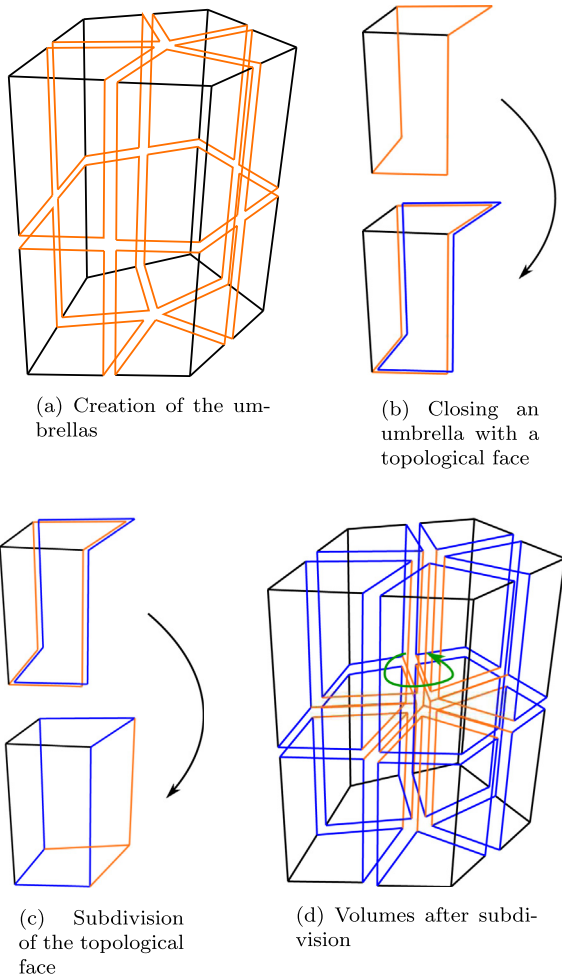 (a) Creation of the um-
brellas
(b) Closing an
umbrella with a
topological face
(c) Subdivision
of the topological
face
(d) Volumes after subdi-
vision